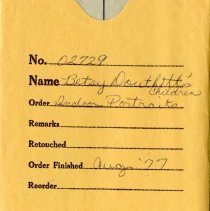 No. 02729
Name Betsy Douthitt's
Children
Order Indoor Portraits
Remarks
Retouched
Order Finished Aug '77
Reorder